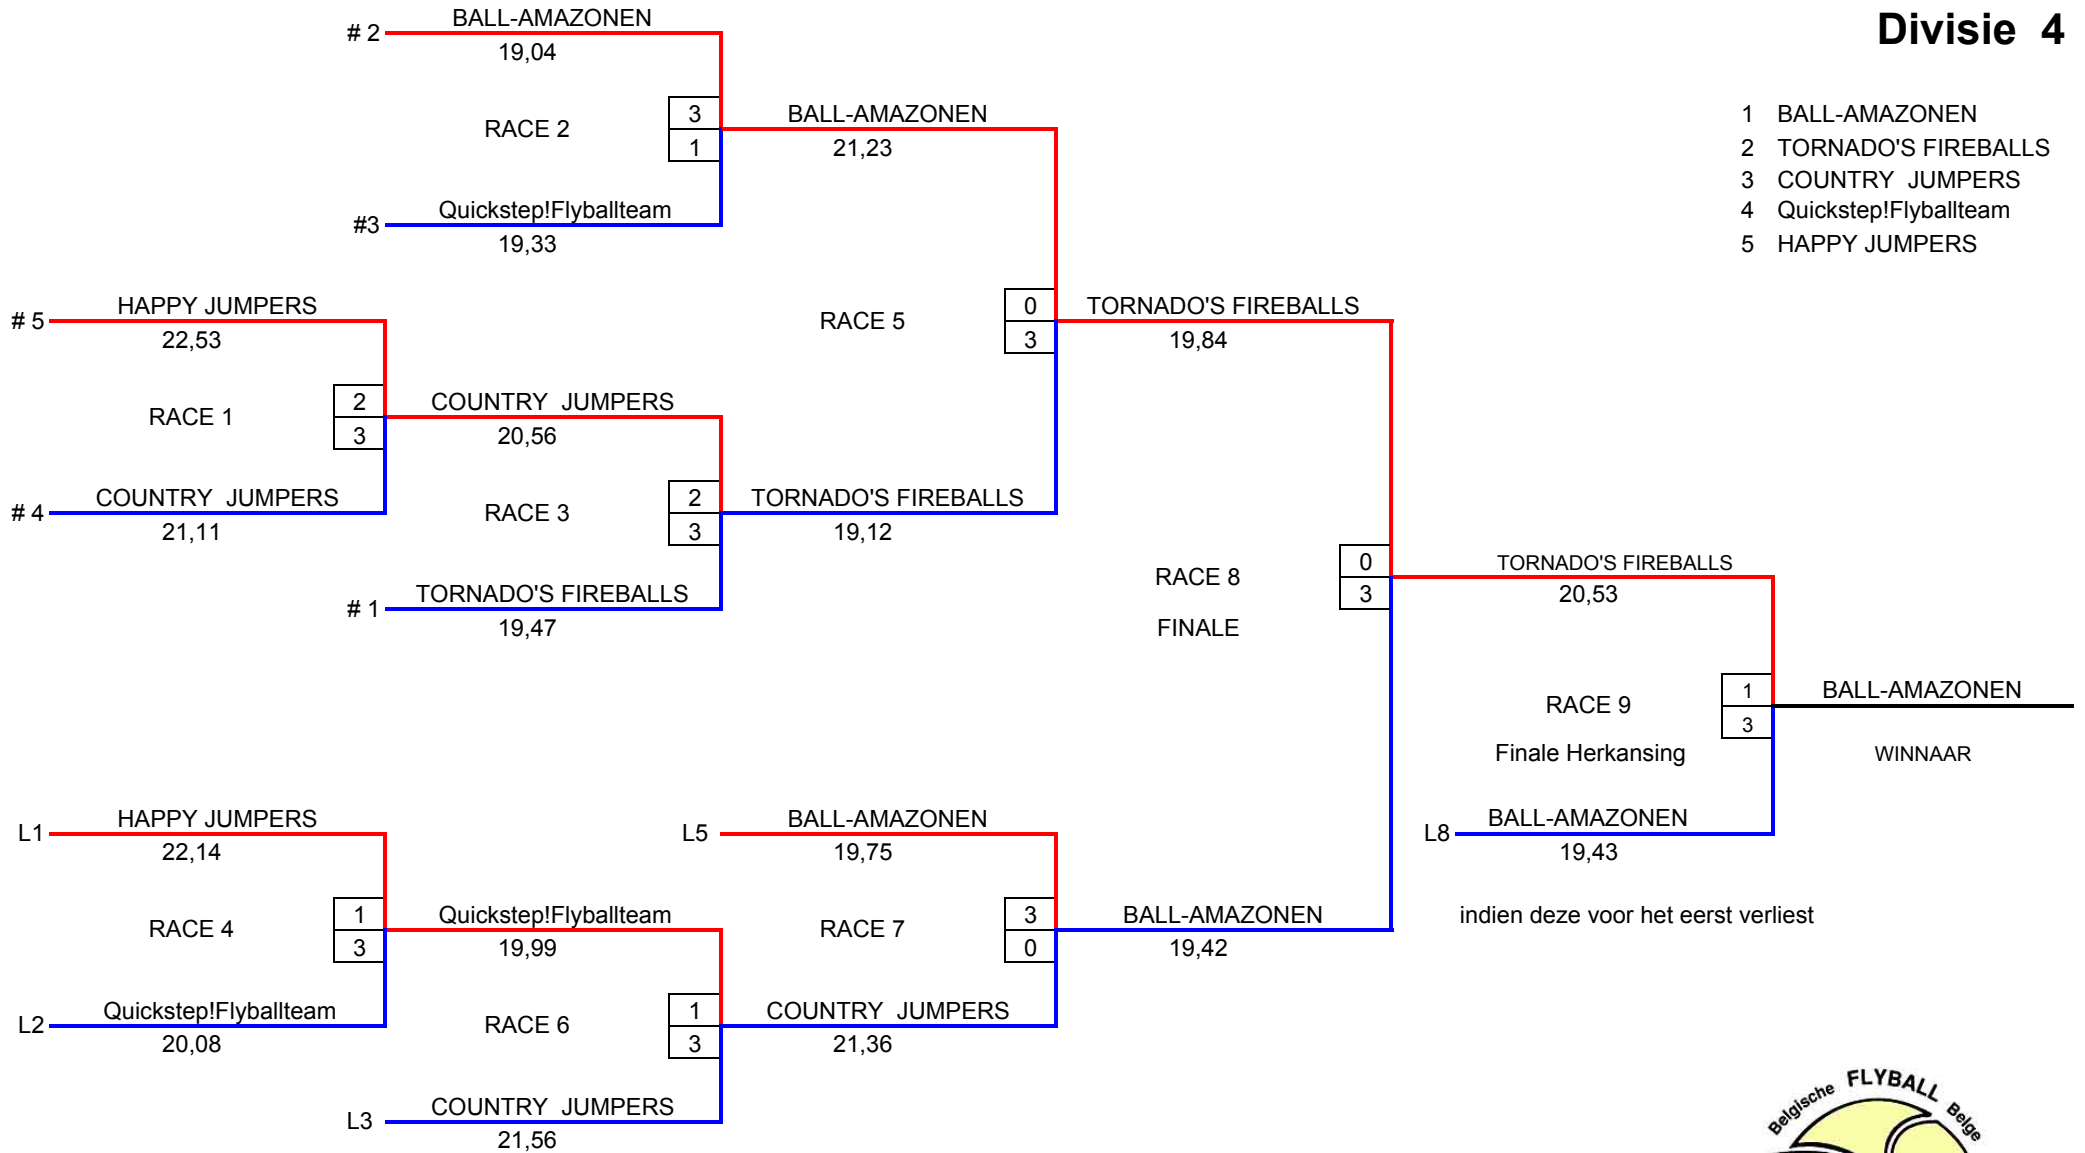 Divisie 4
1 BALL-AMAZONEN
2 TORNADO'S FIREBALLS
3 COUNTRY JUMPERS
4 Quickstep!Flyballteam
5 HAPPY JUMPERS
# 2
BALL-AMAZONEN
19,04
RACE 2
3
1
#3
Quickstep!Flyballteam
19,33
BALL-AMAZONEN
21,23
# 5
HAPPY JUMPERS
22,53
RACE 1
2
3
# 4
COUNTRY JUMPERS
21,11
COUNTRY JUMPERS
20,56
RACE 3
2
3
# 1
TORNADO'S FIREBALLS
19,47
TORNADO'S FIREBALLS
19,12
RACE 5
0
3
TORNADO'S FIREBALLS
19,84
RACE 8
FINALE
0
3
TORNADO'S FIREBALLS
20,53
RACE 9
Finale Herkansing
1
3
BALL-AMAZONEN
WINNAAR
L8
BALL-AMAZONEN
19,43
indien deze voor het eerst verliest
L1
HAPPY JUMPERS
22,14
RACE 4
1
3
L2
Quickstep!Flyballteam
20,08
Quickstep!Flyballteam
19,99
RACE 6
1
3
L3
COUNTRY JUMPERS
21,56
L5
BALL-AMAZONEN
19,75
RACE 7
3
0
COUNTRY JUMPERS
21,36
BALL-AMAZONEN
19,42
Belgische FLYBALL Belge